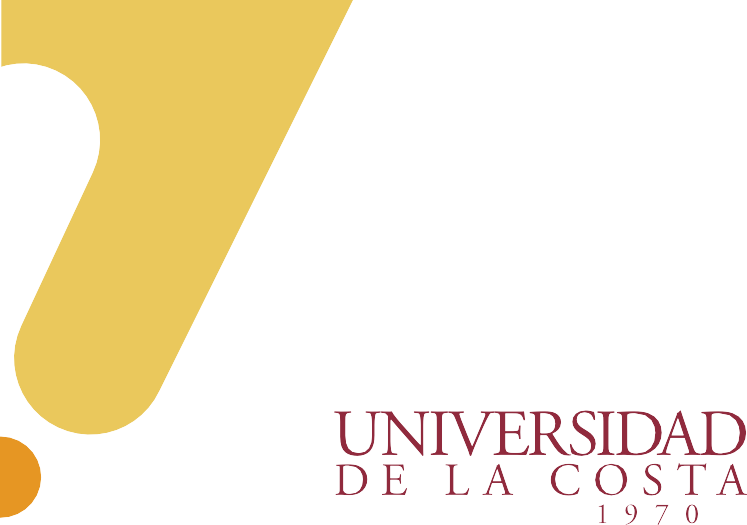 UNIVERSIDAD
DE LA COSTA
1970